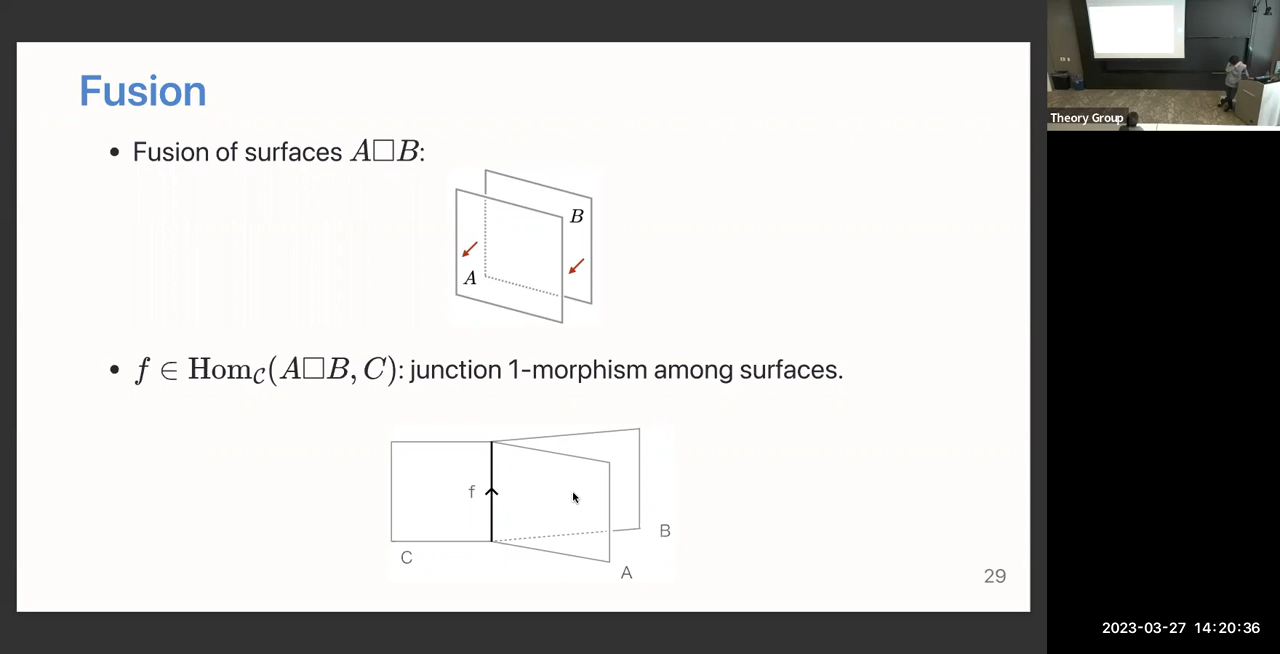 Fusion
• Fusion of surfaces A□B:
B
A
• f ∈ Hom_𝒞(A□B, C): junction 1-morphism among surfaces.
f
B
C
A
29
Theory Group
2023-03-27 14:20:36